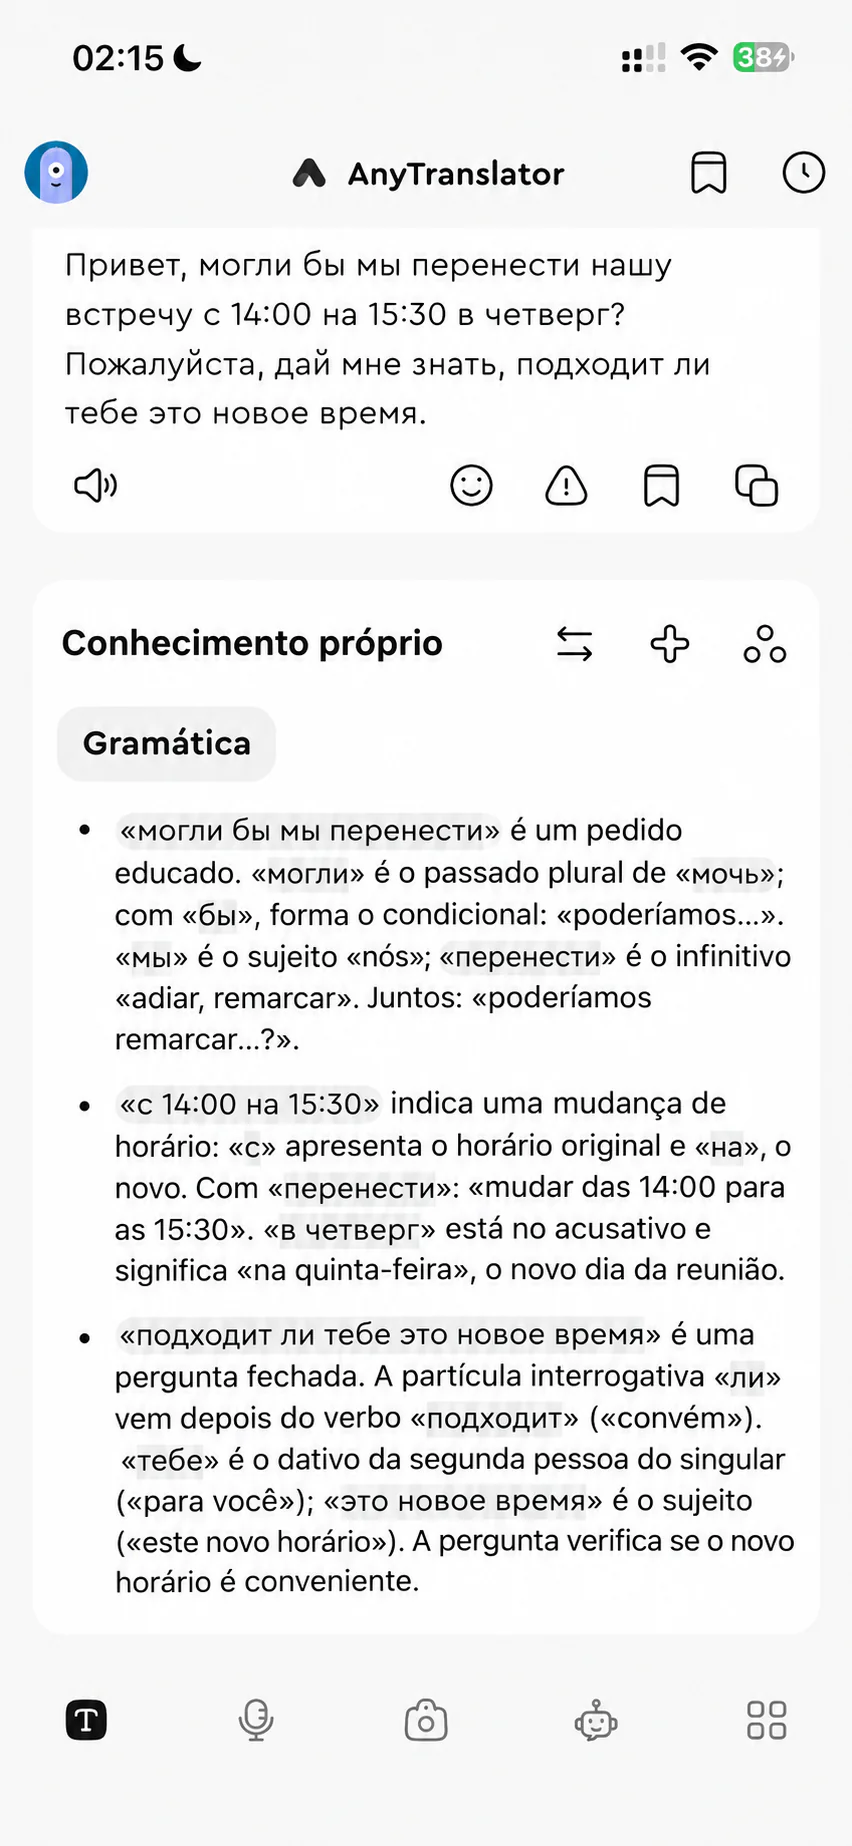 02:15
38
AnyTranslator
Привет, могли бы мы перенести нашу
встречу с 14:00 на 15:30 в четверг?
Пожалуйста, дай мне знать, подходит ли
тебе это новое время.
Conhecimento próprio
Gramática
• «могли бы мы перенести» é um pedido
educado. «могли» é o passado plural de «мочь»;
com «бы», forma o condicional: «poderíamos...».
«мы» é o sujeito «nós»; «перенести» é o infinitivo
«adiar, remarcar». Juntos: «poderíamos
remarcar...?».
• «с 14:00 на 15:30» indica uma mudança de
horário: «с» apresenta o horário original e «на», o
novo. Com «перенести»: «mudar das 14:00 para
as 15:30». «в четверг» está no acusativo e
significa «na quinta-feira», o novo dia da reunião.
• «подходит ли тебе это новое время» é uma
pergunta fechada. A partícula interrogativa «ли»
vem depois do verbo «подходит» («convém»).
«тебе» é o dativo da segunda pessoa do singular
(«para você»); «это новое время» é o sujeito
(«este novo horário»). A pergunta verifica se o novo
horário é conveniente.
T